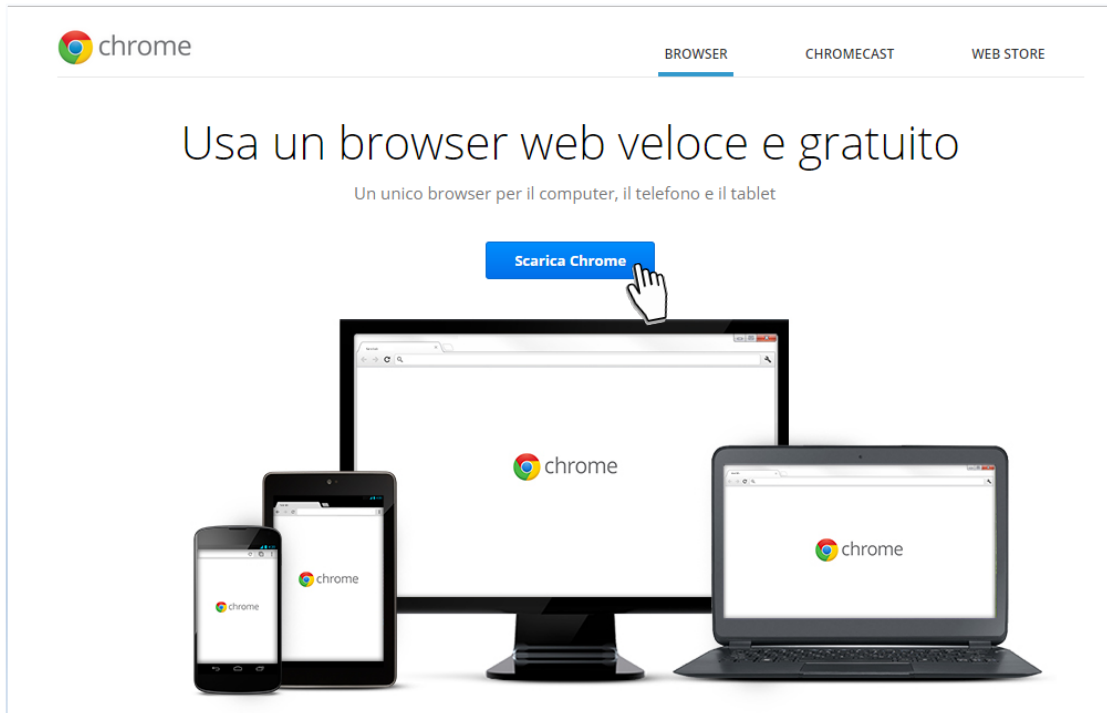 chrome
BROWSER CHROMECAST WEB STORE
Usa un browser web veloce e gratuito
Un unico browser per il computer, il telefono e il tablet
Scarica Chrome
chrome
chrome
chrome
chrome